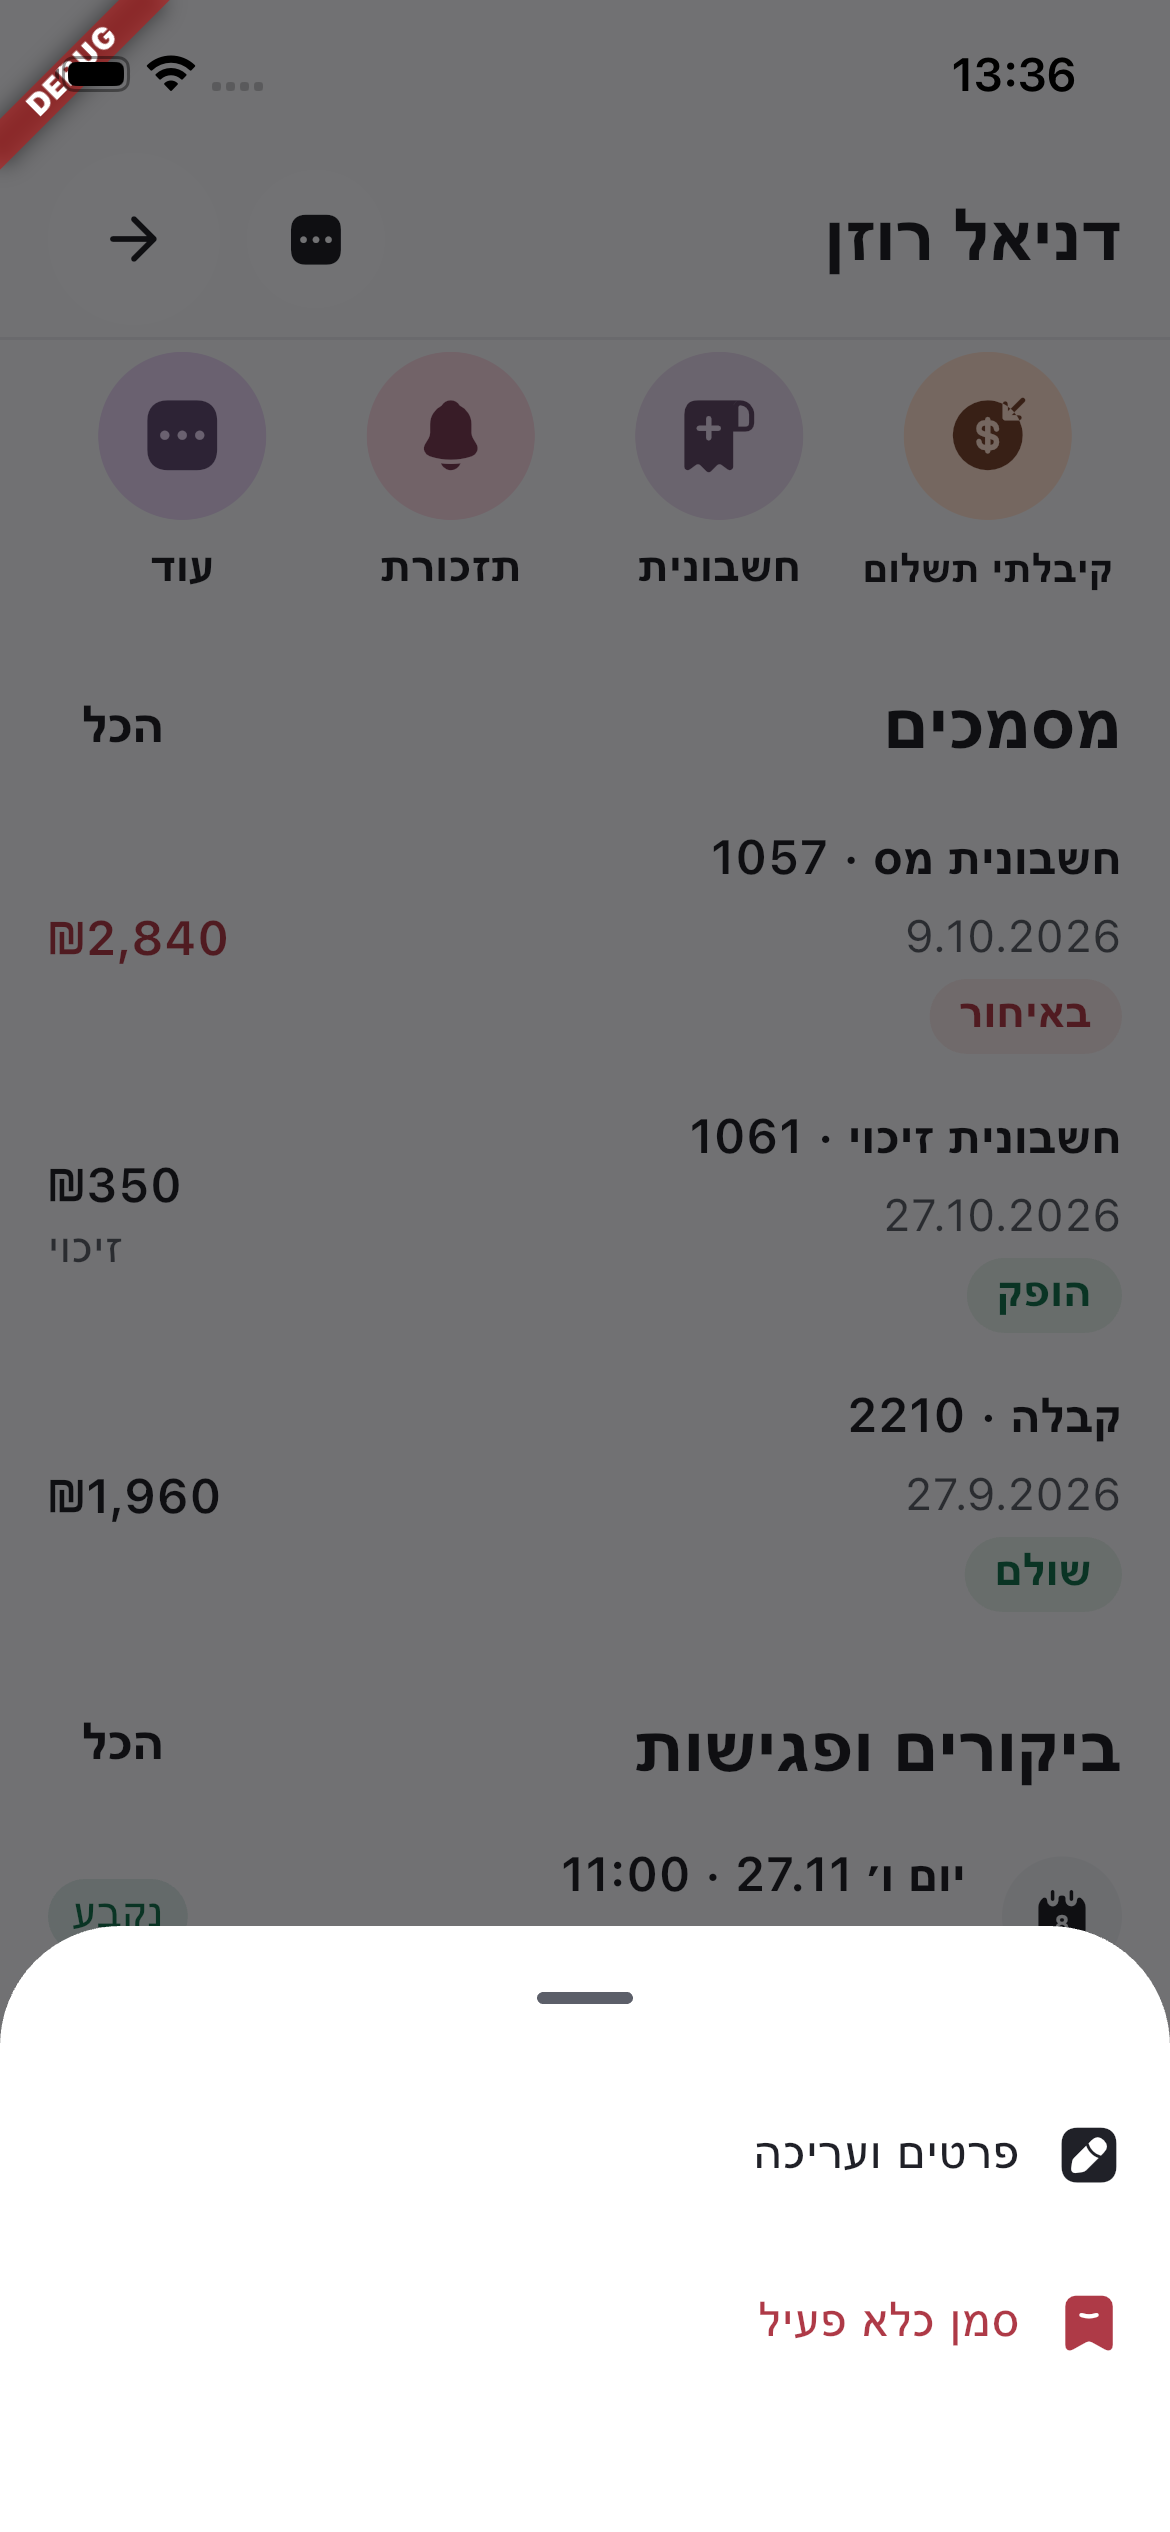 DEBUG
13:36
דניאל רוזן
קיבלתי תשלום
חשבונית
תזכורת
עוד
מסמכים
הכל
חשבונית מס · 1057
9.10.2026
₪2,840
באיחור
חשבונית זיכוי · 1061
27.10.2026
₪350
זיכוי
הופק
קבלה · 2210
27.9.2026
₪1,960
שולם
ביקורים ופגישות
הכל
יום ו׳ 27.11 · 11:00
נקבע
פרטים ועריכה
סמן כלא פעיל